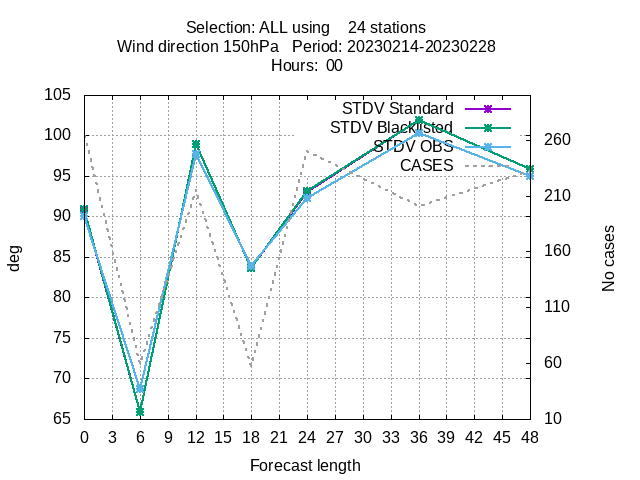 Selection: ALL using 24 stations
Wind direction 150hPa Period: 20230214-20230228
Hours: 00
105
100
95
90
85
80
75
70
65
260
210
160
110
60
10
deg
No cases
STDV Standard
STDV Blacklisted
STDV OBS
CASES
0 3 6 9 12 15 18 21 24 27 30 33 36 39 42 45 48
Forecast length